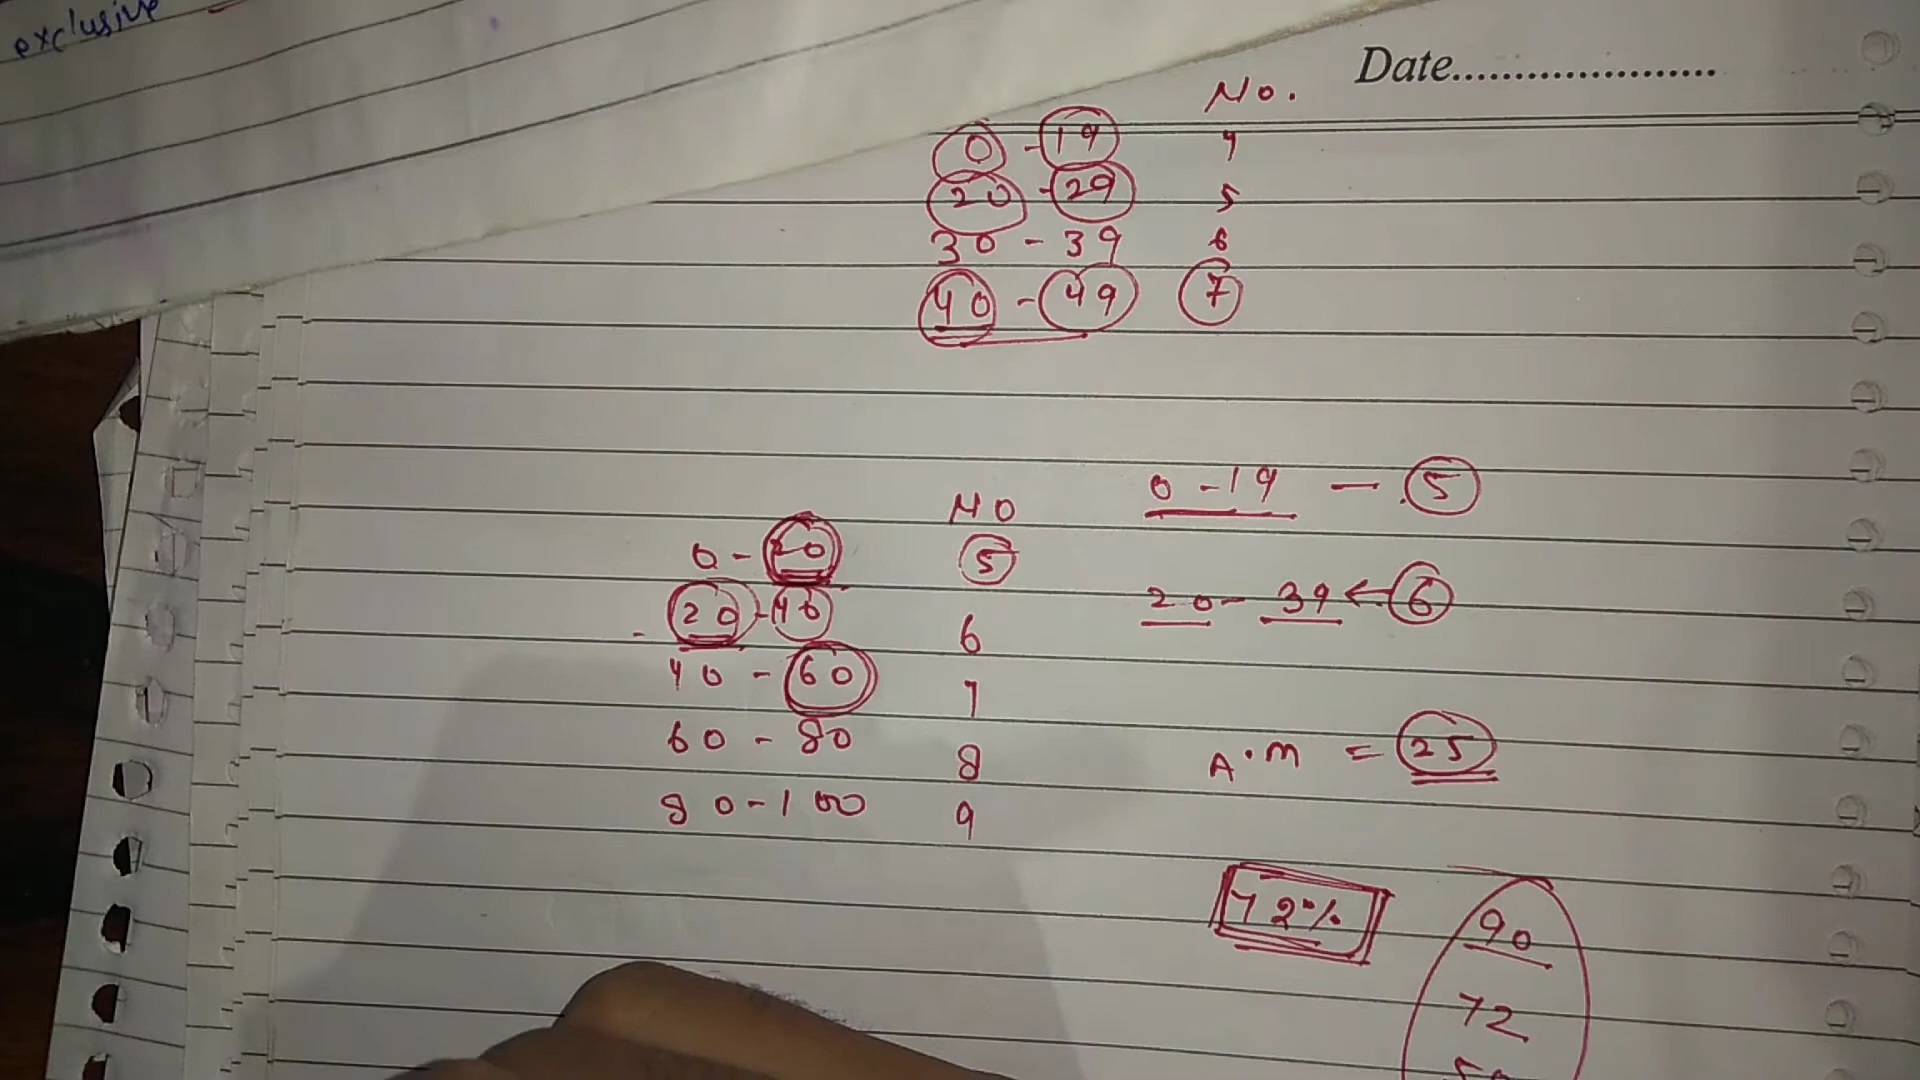 exclusive
Date......................
No.
0 - 19 4
20 - 29 5
30 - 39 6
40 - 49 7
0 - 19 — 5
NO
0 - 20 5
20 - 40 6
20 - 39 ← 6
40 - 60 7
60 - 80 8
A.M = 25
80 - 100 9
72%
90
72